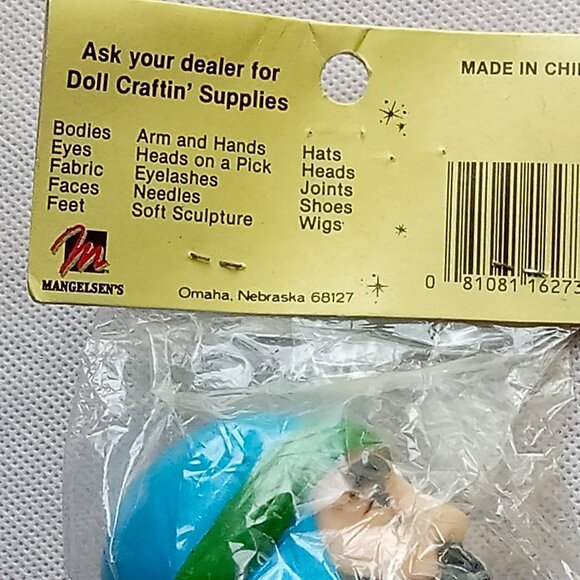 Ask your dealer for
Doll Craftin' Supplies
MADE IN CHI
Bodies
Eyes
Fabric
Faces
Feet
Arm and Hands
Heads on a Pick
Eyelashes
Needles
Soft Sculpture
Hats
Heads
Joints
Shoes
Wigs
m
MANGELSEN'S
Omaha, Nebraska 68127
0 81081 16273